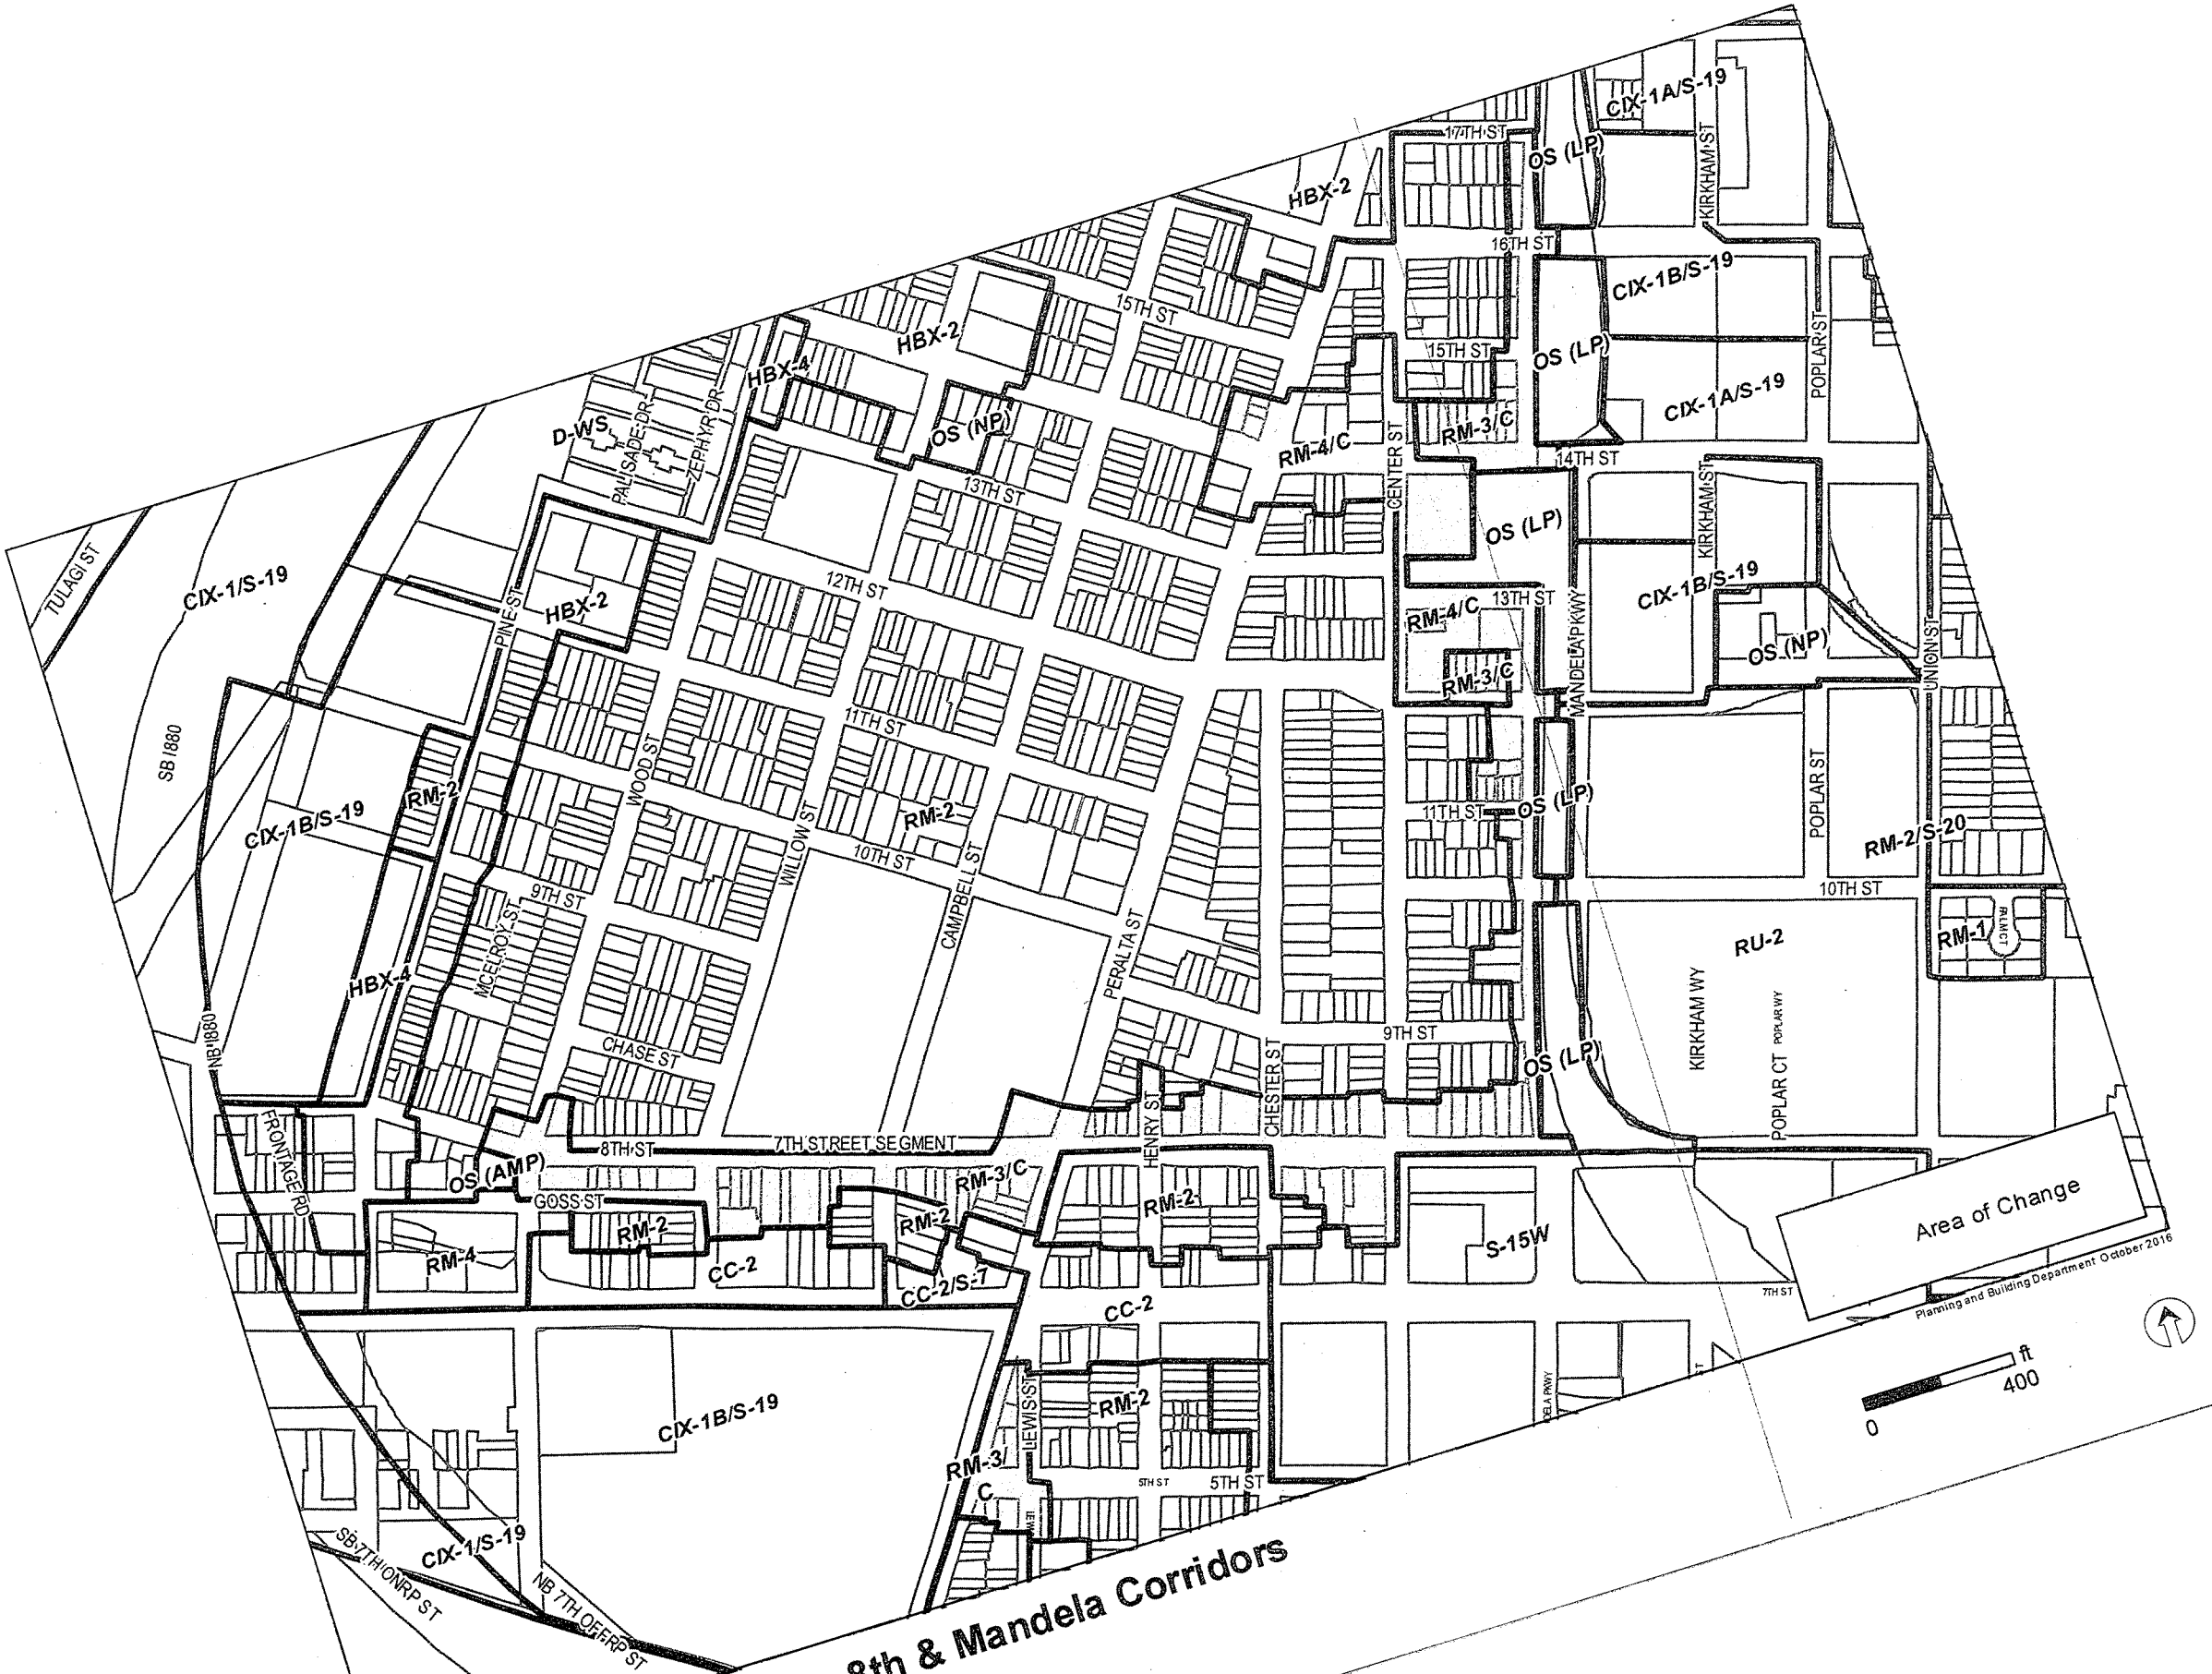 CIX-1A/S-19
17TH ST
OS (LP)
KIRKHAM ST
HBX-2
16TH ST
CIX-1B/S-19
15TH ST
HBX-2
15TH ST
OS (LP)
POPLAR ST
HBX-4
CIX-1A/S-19
D-WS
PALISADE DR
ZEPHYR DR
OS (NP)
RM-4/C
CENTER ST
RM-3/C
14TH ST
13TH ST
OS (LP)
KIRKHAM ST
TULAGI ST
CIX-1/S-19
PINE ST
HBX-2
12TH ST
RM-4/C
13TH ST
CIX-1B/S-19
OS (NP)
UNION ST
MANDELA PKWY
RM-3/C
SB I880
11TH ST
WOOD ST
RM-2
CIX-1B/S-19
RM-2
WILLOW ST
10TH ST
CAMPBELL ST
11TH ST
OS (LP)
POPLAR ST
RM-2/S-20
10TH ST
9TH ST
MCELROY ST
PERALTA ST
RU-2
RM-1
HBX-4
KIRKHAM WY
POPLAR CT
POPLAR WY
NB I880
CHASE ST
9TH ST
CHESTER ST
OS (LP)
FRONTAGE RD
HENRY ST
8TH ST
7TH STREET SEGMENT
OS (AMP)
GOSS ST
RM-3/C
RM-2
RM-2
RM-2
RM-4
CC-2
CC-2/S-7
S-15W
Area of Change
Planning and Building Department October 2016
7TH ST
CC-2
LEWIS ST
RM-2
CIX-1B/S-19
DELA PKWY
ST
ft
0
400
RM-3/
C
5TH ST
5TH ST
LEW
CIX-1/S-19
SB 7TH ONRP ST
NB 7TH OFFRP ST
8th & Mandela Corridors